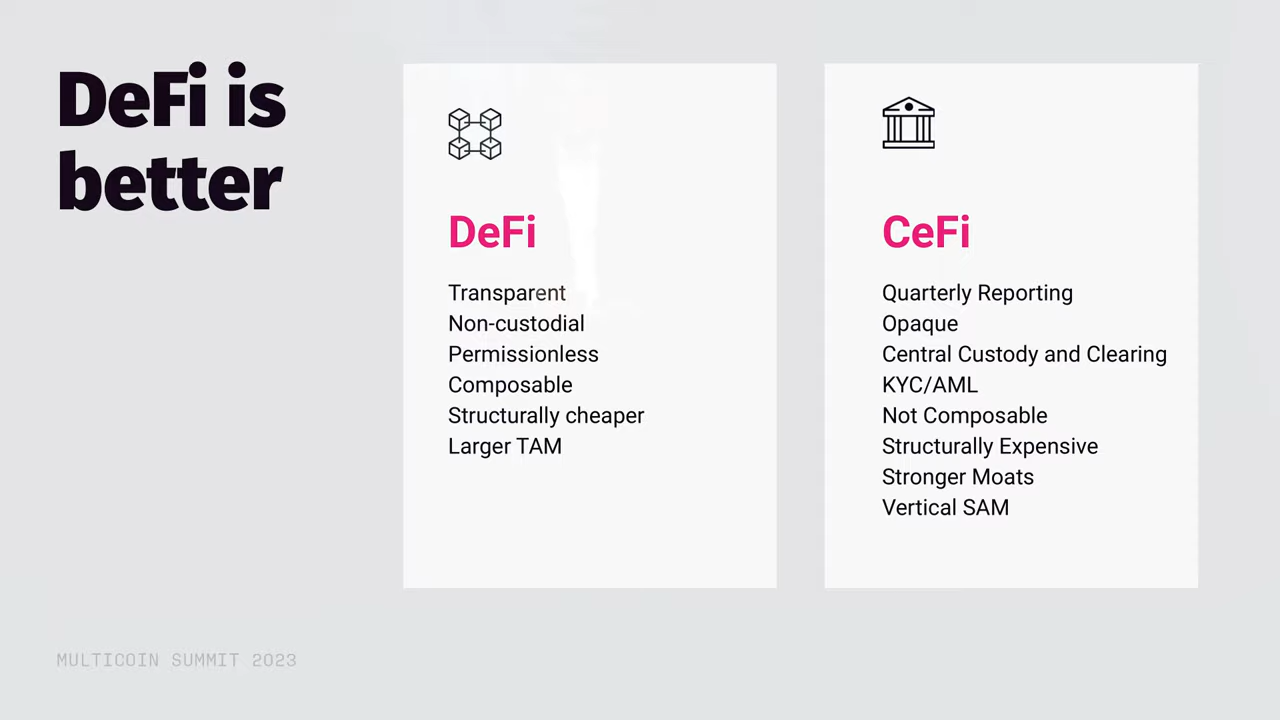 DeFi is
better
DeFi
Transparent
Non-custodial
Permissionless
Composable
Structurally cheaper
Larger TAM
CeFi
Quarterly Reporting
Opaque
Central Custody and Clearing
KYC/AML
Not Composable
Structurally Expensive
Stronger Moats
Vertical SAM
MULTICOIN SUMMIT 2023